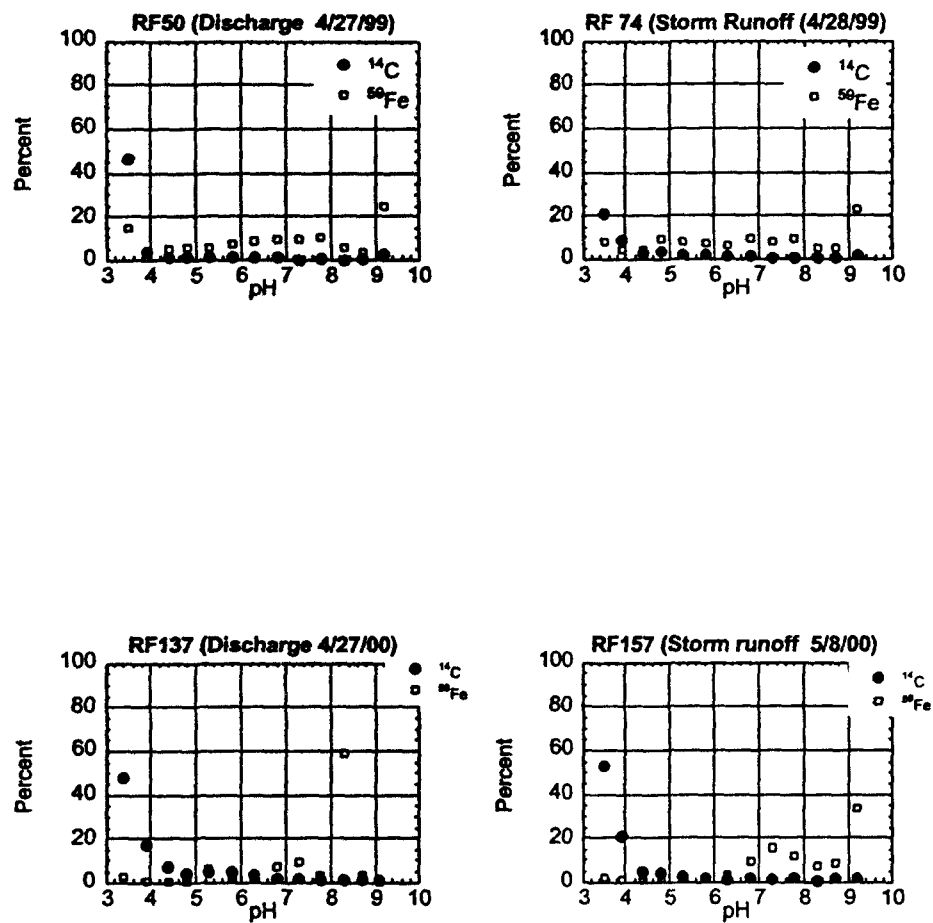 RF50 (Discharge 4/27/99)
100
80
60
40
20
0
Percent
¹⁴C
⁵⁹Fe
3 4 5 6 7 8 9 10
pH
RF 74 (Storm Runoff (4/28/99)
100
80
60
40
20
0
Percent
¹⁴C
⁵⁹Fe
3 4 5 6 7 8 9 10
pH
RF137 (Discharge 4/27/00)
100
80
60
40
20
0
Percent
¹⁴C
⁵⁹Fe
3 4 5 6 7 8 9 10
pH
RF157 (Storm runoff 5/8/00)
100
80
60
40
20
0
Percent
¹⁴C
⁵⁹Fe
3 4 5 6 7 8 9 10
pH